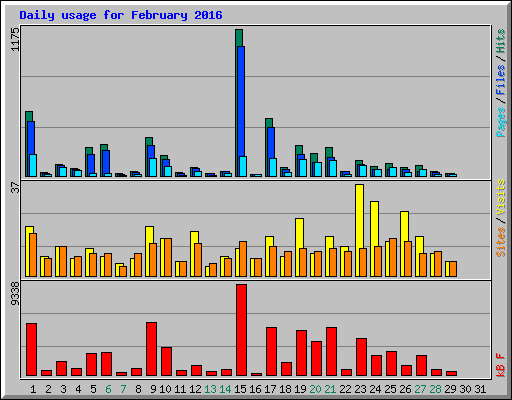 Daily usage for February 2016
1175
Pages / Files / Hits
37
Sites / Visits
9338
kB F
1 2 3 4 5 6 7 8 9 10 11 12 13 14 15 16 17 18 19 20 21 22 23 24 25 26 27 28 29 30 31